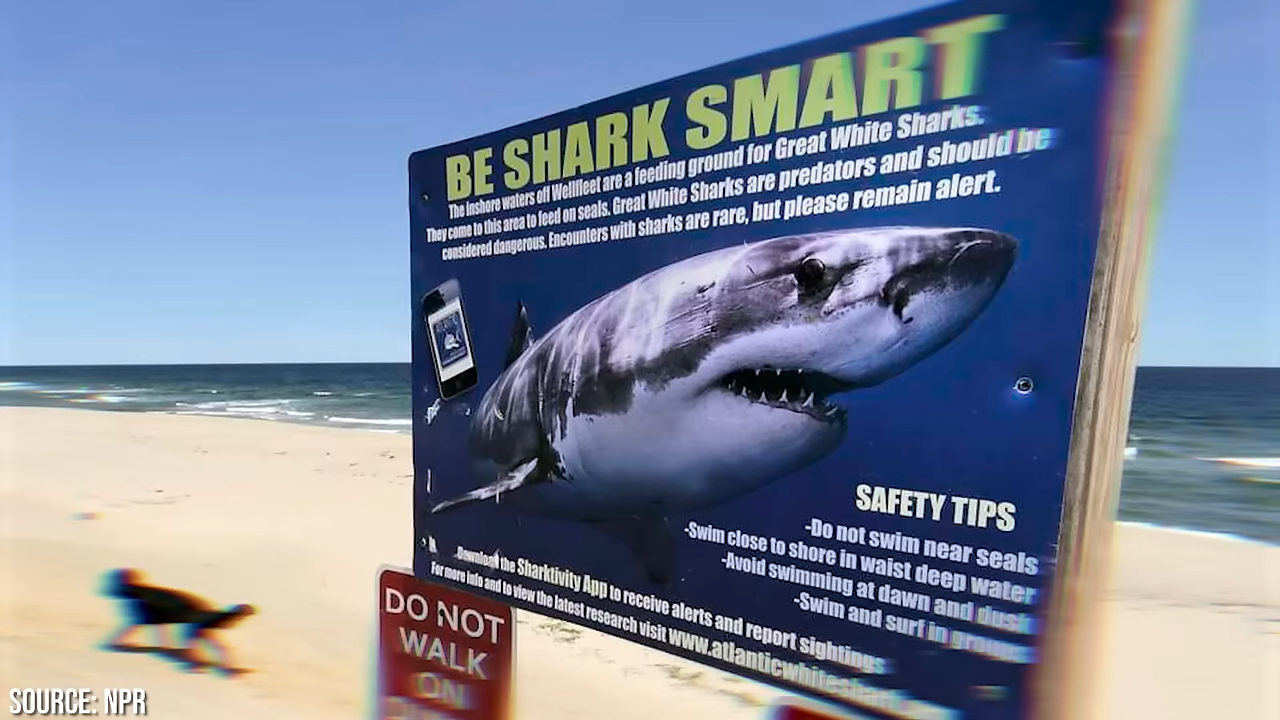 BE SHARK SMART
The inshore waters off Wellfleet are a feeding ground for Great White Sharks.
They come to this area to feed on seals. Great White Sharks are predators and should be
considered dangerous. Encounters with sharks are rare, but please remain alert.
SAFETY TIPS
-Do not swim near seals
-Swim close to shore in waist deep water
-Avoid swimming at dawn and dusk
-Swim and surf in groups
Download the Sharktivity App to receive alerts and report sightings
For more info and to view the latest research visit www.atlanticwhiteshark
DO NOT
WALK
ON
SOURCE: NPR